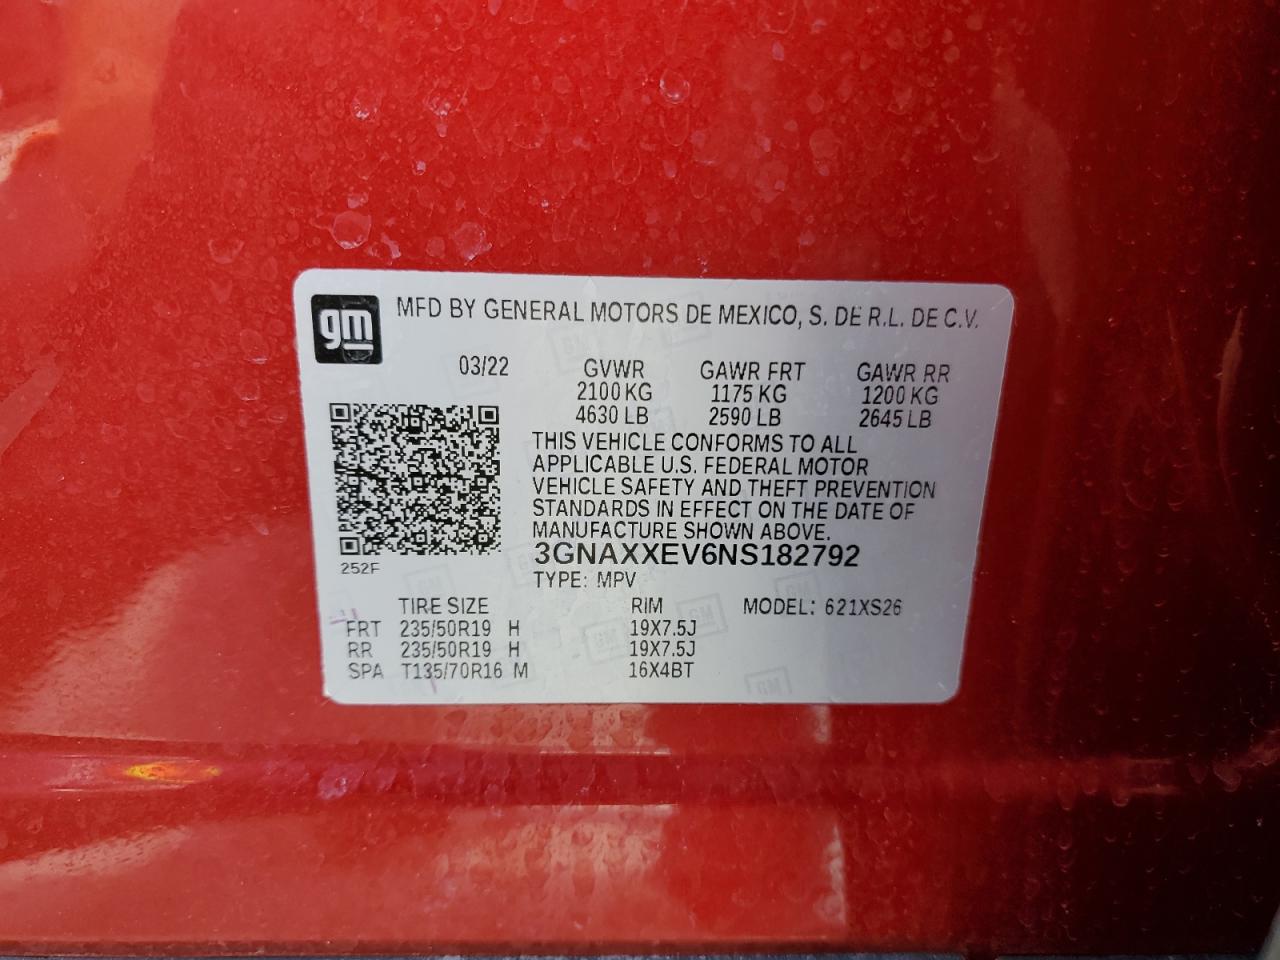 gm
MFD BY GENERAL MOTORS DE MEXICO, S. DE R.L. DE C.V.
03/22 GVWR GAWR FRT GAWR RR
2100 KG 1175 KG 1200 KG
4630 LB 2590 LB 2645 LB
THIS VEHICLE CONFORMS TO ALL
APPLICABLE U.S. FEDERAL MOTOR
VEHICLE SAFETY AND THEFT PREVENTION
STANDARDS IN EFFECT ON THE DATE OF
MANUFACTURE SHOWN ABOVE.
3GNAXXEV6NS182792
252F
TYPE: MPV
TIRE SIZE RIM MODEL: 621XS26
FRT 235/50R19 H 19X7.5J
RR 235/50R19 H 19X7.5J
SPA T135/70R16 M 16X4BT